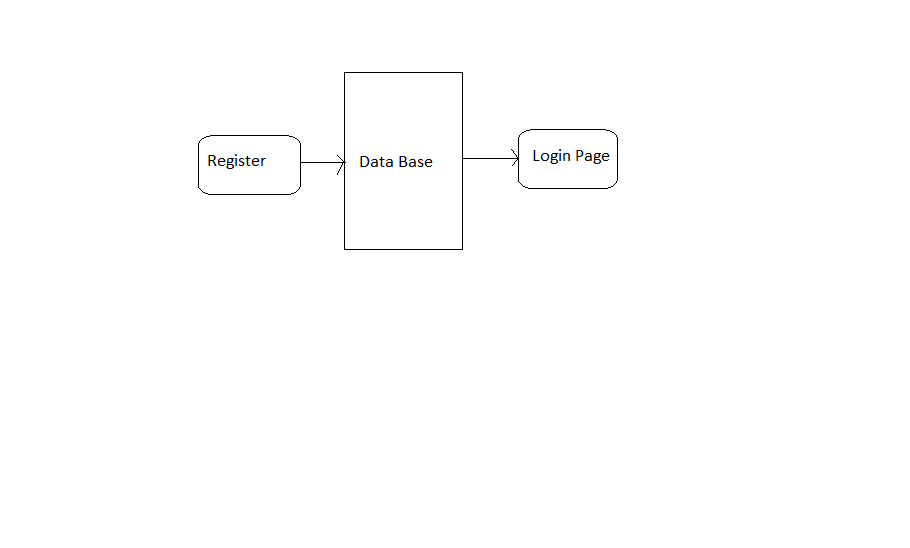 Register
Data Base
Login Page